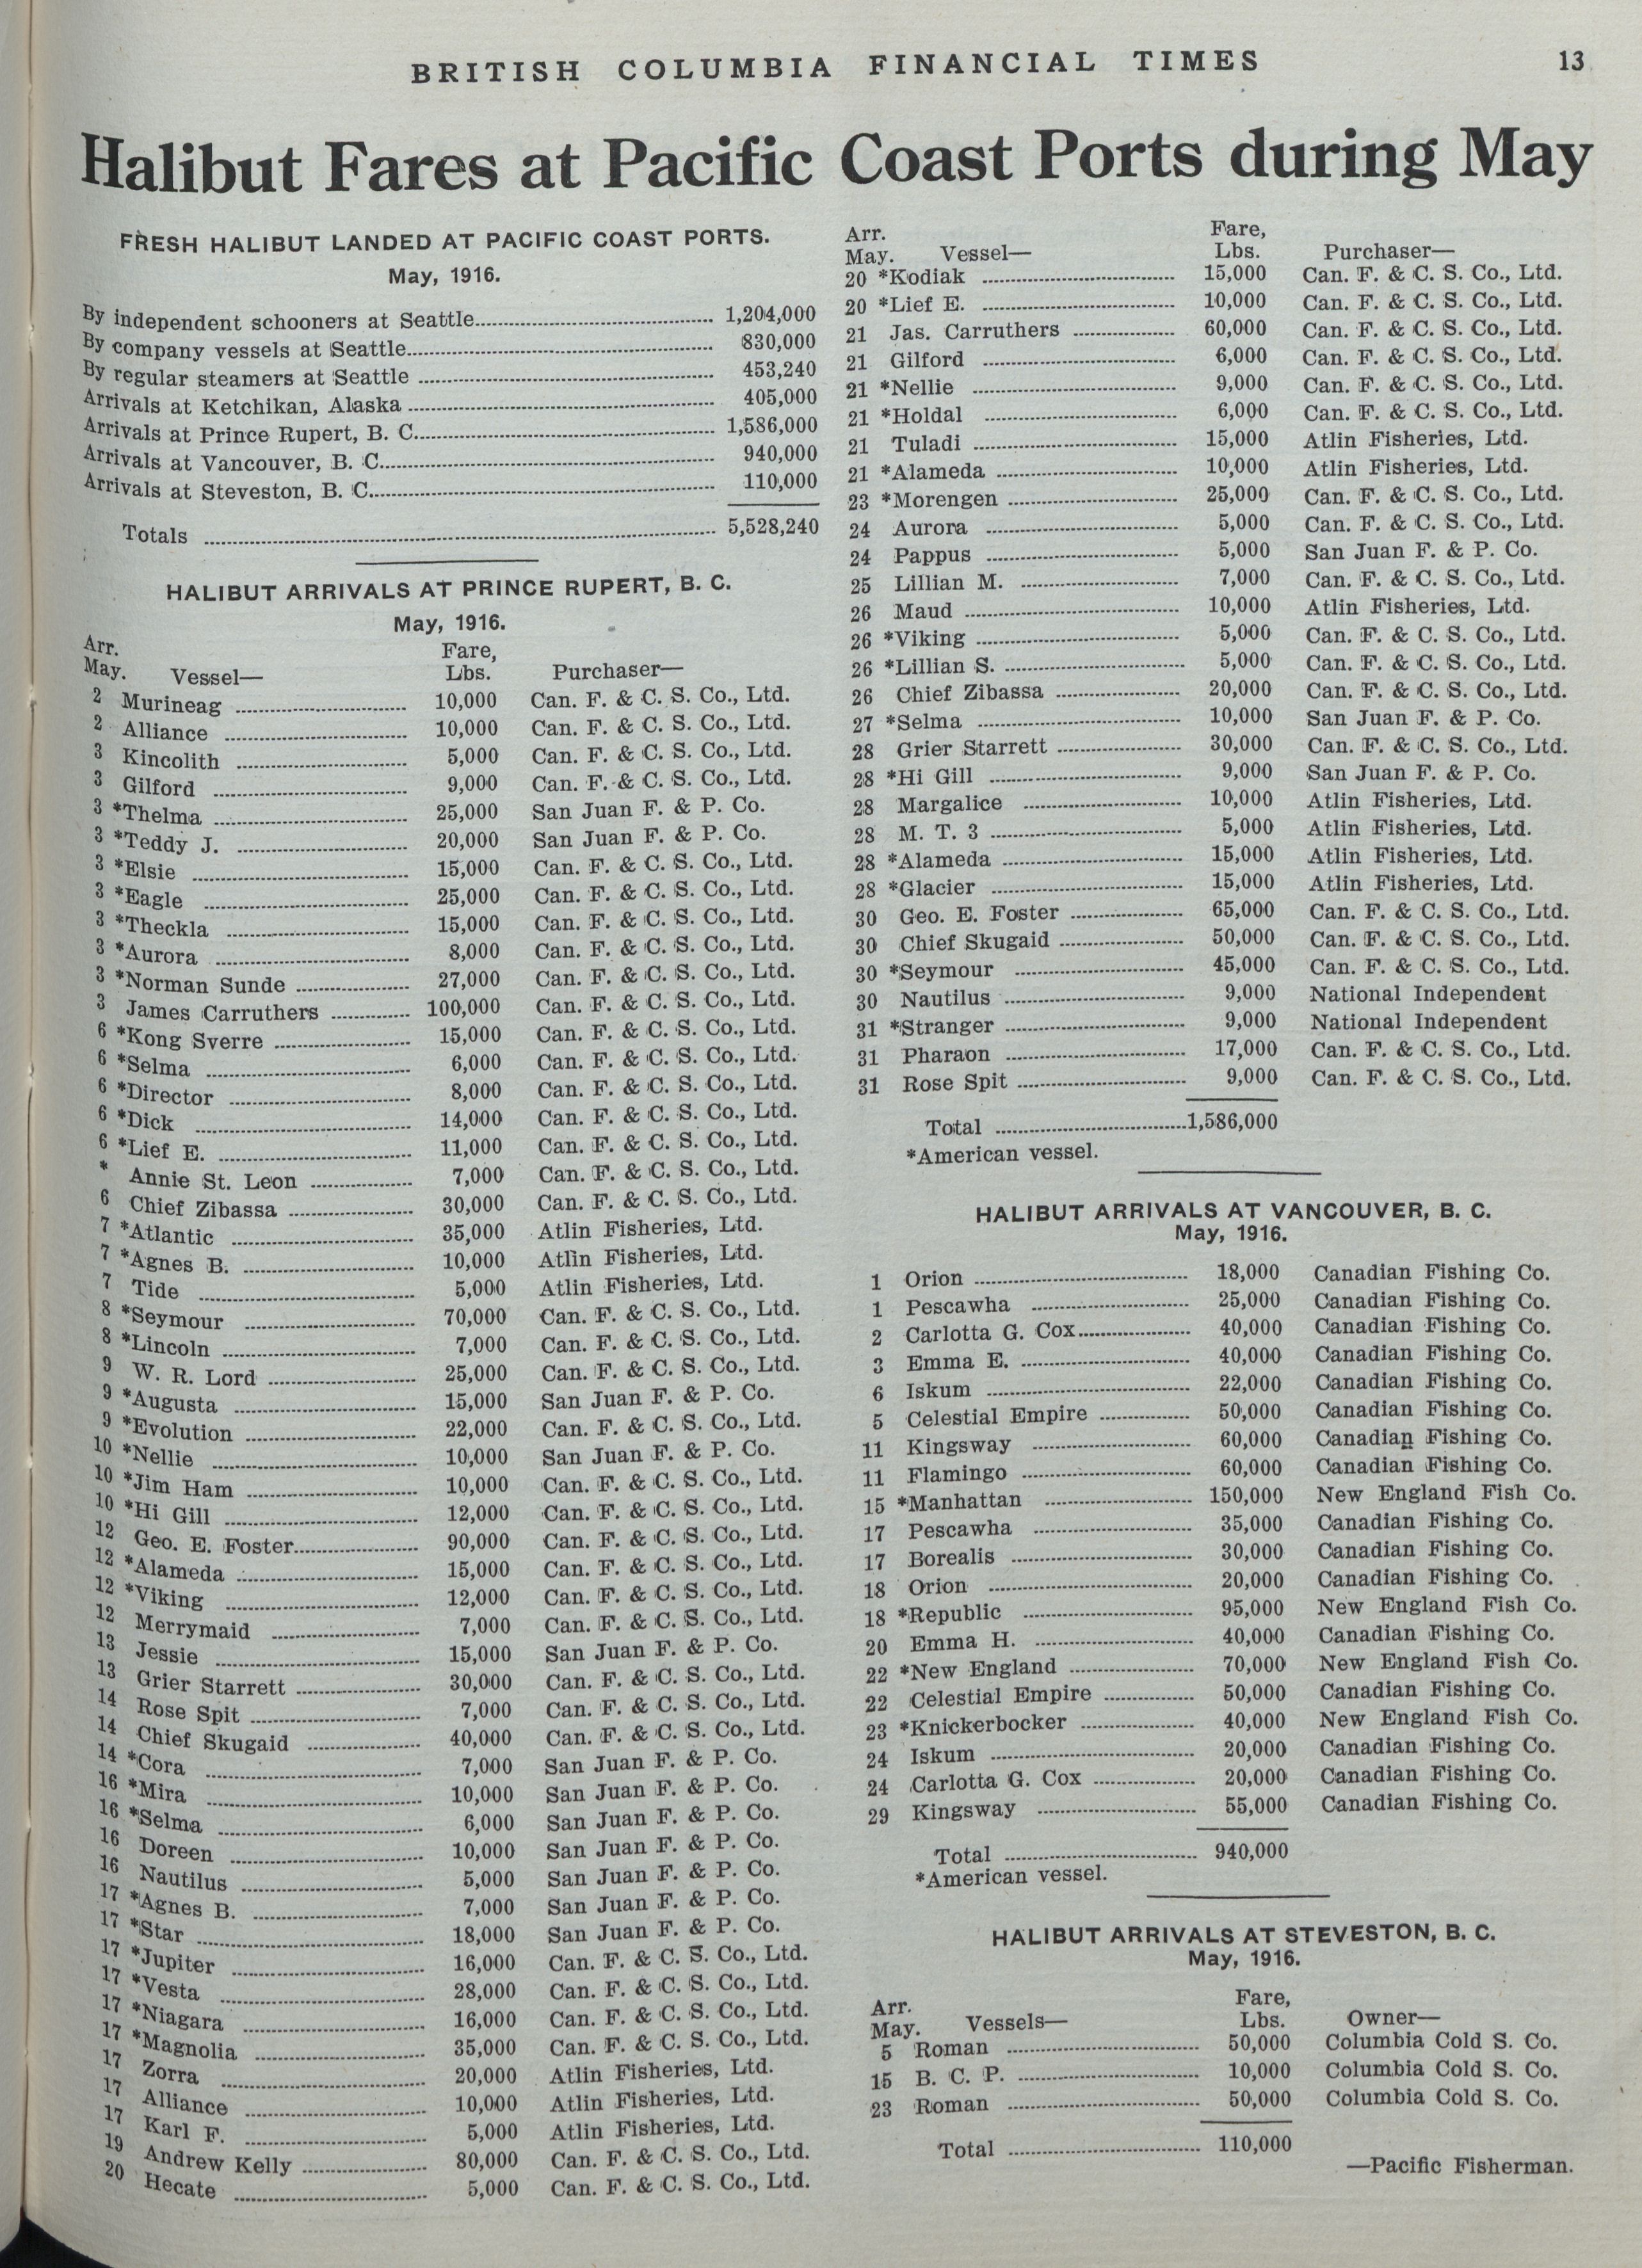 BRITISH COLUMBIA FINANCIAL TIMES 13
Halibut Fares at Pacific Coast Ports during May
FRESH HALIBUT LANDED AT PACIFIC COAST PORTS.
May, 1916.
By independent schooners at Seattle 1,204,000
By company vessels at Seattle 830,000
By regular steamers at Seattle 453,240
Arrivals at Ketchikan, Alaska 405,000
Arrivals at Prince Rupert, B. C. 1,586,000
Arrivals at Vancouver, B. C. 940,000
Arrivals at Steveston, B. C. 110,000
Totals 5,528,240
HALIBUT ARRIVALS AT PRINCE RUPERT, B. C.
May, 1916.
Arr. Fare,
May. Vessel— Lbs. Purchaser—
2 Murineag 10,000 Can. F. & C. S. Co., Ltd.
2 Alliance 10,000 Can. F. & C. S. Co., Ltd.
3 Kincolith 5,000 Can. F. & C. S. Co., Ltd.
3 Gilford 9,000 Can. F. & C. S. Co., Ltd.
3 *Thelma 25,000 San Juan F. & P. Co.
3 *Teddy J. 20,000 San Juan F. & P. Co.
3 *Elsie 15,000 Can. F. & C. S. Co., Ltd.
3 *Eagle 25,000 Can. F. & C. S. Co., Ltd.
3 *Theckla 15,000 Can. F. & C. S. Co., Ltd.
3 *Aurora 8,000 Can. F. & C. S. Co., Ltd.
3 *Norman Sunde 27,000 Can. F. & C. S. Co., Ltd.
3 James Carruthers 100,000 Can. F. & C. S. Co., Ltd.
6 *Kong Sverre 15,000 Can. F. & C. S. Co., Ltd.
6 *Selma 6,000 Can. F. & C. S. Co., Ltd.
6 *Director 8,000 Can. F. & C. S. Co., Ltd.
6 *Dick 14,000 Can. F. & C. S. Co., Ltd.
6 *Lief E. 11,000 Can. F. & C. S. Co., Ltd.
* Annie St. Leon 7,000 Can. F. & C. S. Co., Ltd.
6 Chief Zibassa 30,000 Can. F. & C. S. Co., Ltd.
7 *Atlantic 35,000 Atlin Fisheries, Ltd.
7 *Agnes B. 10,000 Atlin Fisheries, Ltd.
7 Tide 5,000 Atlin Fisheries, Ltd.
8 *Seymour 70,000 Can. F. & C. S. Co., Ltd.
8 *Lincoln 7,000 Can. F. & C. S. Co., Ltd.
9 W. R. Lord 25,000 Can. F. & C. S. Co., Ltd.
9 *Augusta 15,000 San Juan F. & P. Co.
9 *Evolution 22,000 Can. F. & C. S. Co., Ltd.
10 *Nellie 10,000 San Juan F. & P. Co.
10 *Jim Ham 10,000 Can. F. & C. S. Co., Ltd.
10 *Hi Gill 12,000 Can. F. & C. S. Co., Ltd.
12 Geo. E. Foster 90,000 Can. F. & C. S. Co., Ltd.
12 *Alameda 15,000 Can. F. & C. S. Co., Ltd.
12 *Viking 12,000 Can. F. & C. S. Co., Ltd.
12 Merrymaid 7,000 Can. F. & C. S. Co., Ltd.
13 Jessie 15,000 San Juan F. & P. Co.
13 Grier Starrett 30,000 Can. F. & C. S. Co., Ltd.
14 Rose Spit 7,000 Can. F. & C. S. Co., Ltd.
14 Chief Skugaid 40,000 Can. F. & C. S. Co., Ltd.
14 *Cora 7,000 San Juan F. & P. Co.
16 *Mira 10,000 San Juan F. & P. Co.
16 *Selma 6,000 San Juan F. & P. Co.
16 Doreen 10,000 San Juan F. & P. Co.
16 Nautilus 5,000 San Juan F. & P. Co.
17 *Agnes B. 7,000 San Juan F. & P. Co.
17 *Star 18,000 San Juan F. & P. Co.
17 *Jupiter 16,000 Can. F. & C. S. Co., Ltd.
17 *Vesta 28,000 Can. F. & C. S. Co., Ltd.
17 *Niagara 16,000 Can. F. & C. S. Co., Ltd.
17 *Magnolia 35,000 Can. F. & C. S. Co., Ltd.
17 Zorra 20,000 Atlin Fisheries, Ltd.
17 Alliance 10,000 Atlin Fisheries, Ltd.
17 Karl F. 5,000 Atlin Fisheries, Ltd.
19 Andrew Kelly 80,000 Can. F. & C. S. Co., Ltd.
20 Hecate 5,000 Can. F. & C. S. Co., Ltd.
Arr. Fare,
May. Vessel— Lbs. Purchaser—
20 *Kodiak 15,000 Can. F. & C. S. Co., Ltd.
20 *Lief E. 10,000 Can. F. & C. S. Co., Ltd.
21 Jas. Carruthers 60,000 Can. F. & C. S. Co., Ltd.
21 Gilford 6,000 Can. F. & C. S. Co., Ltd.
21 *Nellie 9,000 Can. F. & C. S. Co., Ltd.
21 *Holdal 6,000 Can. F. & C. S. Co., Ltd.
21 Tuladi 15,000 Atlin Fisheries, Ltd.
21 *Alameda 10,000 Atlin Fisheries, Ltd.
23 *Morengen 25,000 Can. F. & C. S. Co., Ltd.
24 Aurora 5,000 Can. F. & C. S. Co., Ltd.
24 Pappus 5,000 San Juan F. & P. Co.
25 Lillian M. 7,000 Can. F. & C. S. Co., Ltd.
26 Maud 10,000 Atlin Fisheries, Ltd.
26 *Viking 5,000 Can. F. & C. S. Co., Ltd.
26 *Lillian S. 5,000 Can. F. & C. S. Co., Ltd.
26 Chief Zibassa 20,000 Can. F. & C. S. Co., Ltd.
27 *Selma 10,000 San Juan F. & P. Co.
28 Grier Starrett 30,000 Can. F. & C. S. Co., Ltd.
28 *Hi Gill 9,000 San Juan F. & P. Co.
28 Margalice 10,000 Atlin Fisheries, Ltd.
28 M. T. 3 5,000 Atlin Fisheries, Ltd.
28 *Alameda 15,000 Atlin Fisheries, Ltd.
28 *Glacier 15,000 Atlin Fisheries, Ltd.
30 Geo. E. Foster 65,000 Can. F. & C. S. Co., Ltd.
30 Chief Skugaid 50,000 Can. F. & C. S. Co., Ltd.
30 *Seymour 45,000 Can. F. & C. S. Co., Ltd.
30 Nautilus 9,000 National Independent
31 *Stranger 9,000 National Independent
31 Pharaon 17,000 Can. F. & C. S. Co., Ltd.
31 Rose Spit 9,000 Can. F. & C. S. Co., Ltd.
Total 1,586,000
*American vessel.
HALIBUT ARRIVALS AT VANCOUVER, B. C.
May, 1916.
1 Orion 18,000 Canadian Fishing Co.
1 Pescawha 25,000 Canadian Fishing Co.
2 Carlotta G. Cox 40,000 Canadian Fishing Co.
3 Emma E. 40,000 Canadian Fishing Co.
6 Iskum 22,000 Canadian Fishing Co.
5 Celestial Empire 50,000 Canadian Fishing Co.
11 Kingsway 60,000 Canadian Fishing Co.
11 Flamingo 60,000 Canadian Fishing Co.
15 *Manhattan 150,000 New England Fish Co.
17 Pescawha 35,000 Canadian Fishing Co.
17 Borealis 30,000 Canadian Fishing Co.
18 Orion 20,000 Canadian Fishing Co.
18 *Republic 95,000 New England Fish Co.
20 Emma H. 40,000 Canadian Fishing Co.
22 *New England 70,000 New England Fish Co.
22 Celestial Empire 50,000 Canadian Fishing Co.
23 *Knickerbocker 40,000 New England Fish Co.
24 Iskum 20,000 Canadian Fishing Co.
24 Carlotta G. Cox 20,000 Canadian Fishing Co.
29 Kingsway 55,000 Canadian Fishing Co.
Total 940,000
*American vessel.
HALIBUT ARRIVALS AT STEVESTON, B. C.
May, 1916.
Arr. Fare,
May. Vessels— Lbs. Owner—
5 Roman 50,000 Columbia Cold S. Co.
15 B. C. P. 10,000 Columbia Cold S. Co.
23 Roman 50,000 Columbia Cold S. Co.
Total 110,000
—Pacific Fisherman.